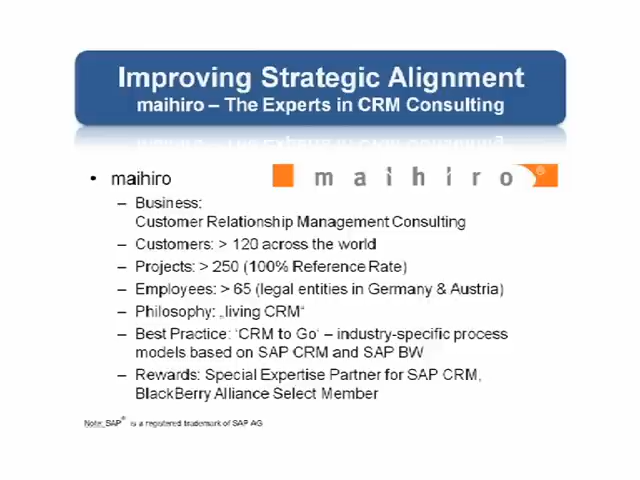 Improving Strategic Alignment
maihiro – The Experts in CRM Consulting
• maihiro
maihiro®
– Business:
Customer Relationship Management Consulting
– Customers: > 120 across the world
– Projects: > 250 (100% Reference Rate)
– Employees: > 65 (legal entities in Germany & Austria)
– Philosophy: „living CRM“
– Best Practice: ‘CRM to Go‘ – industry-specific process
models based on SAP CRM and SAP BW
– Rewards: Special Expertise Partner for SAP CRM,
BlackBerry Alliance Select Member
Note: SAP® is a registered trademark of SAP AG